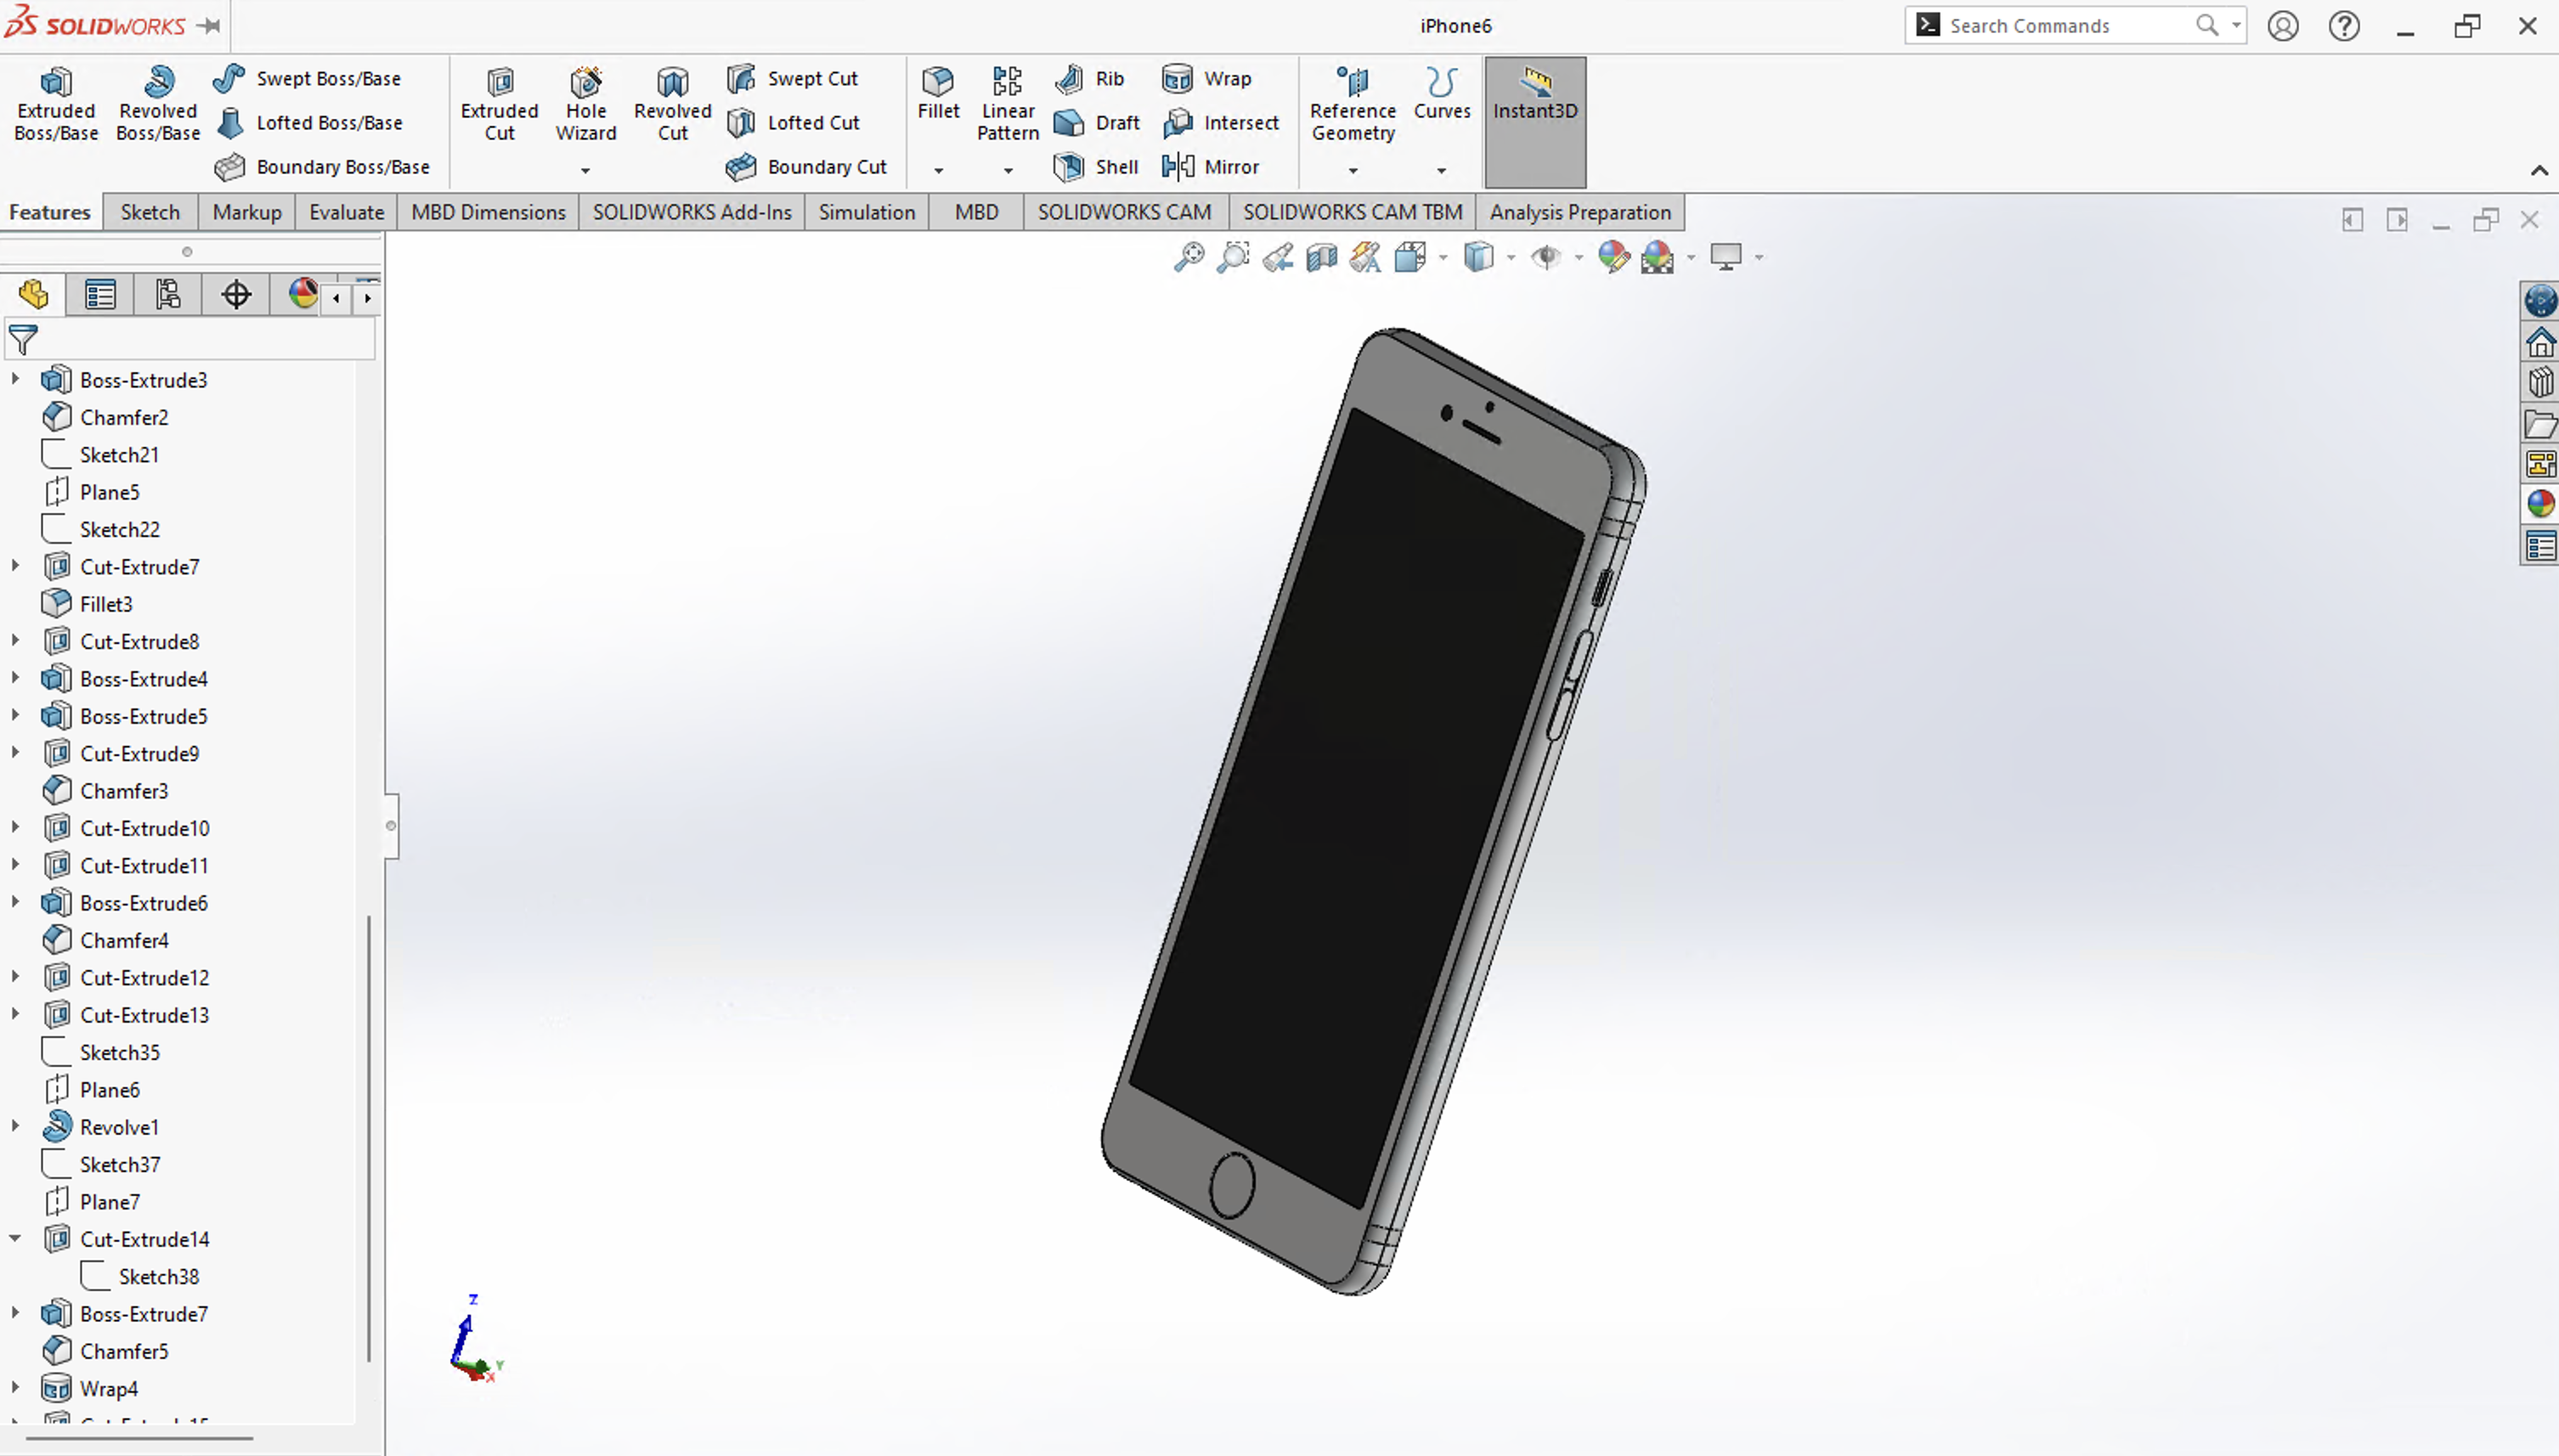 SOLIDWORKS
iPhone6
Search Commands
Extruded Boss/Base
Revolved Boss/Base
Swept Boss/Base
Lofted Boss/Base
Boundary Boss/Base
Extruded Cut
Hole Wizard
Revolved Cut
Swept Cut
Lofted Cut
Boundary Cut
Fillet
Linear Pattern
Rib
Draft
Shell
Wrap
Intersect
Mirror
Reference Geometry
Curves
Instant3D
Features
Sketch
Markup
Evaluate
MBD Dimensions
SOLIDWORKS Add-Ins
Simulation
MBD
SOLIDWORKS CAM
SOLIDWORKS CAM TBM
Analysis Preparation
Boss-Extrude3
Chamfer2
Sketch21
Plane5
Sketch22
Cut-Extrude7
Fillet3
Cut-Extrude8
Boss-Extrude4
Boss-Extrude5
Cut-Extrude9
Chamfer3
Cut-Extrude10
Cut-Extrude11
Boss-Extrude6
Chamfer4
Cut-Extrude12
Cut-Extrude13
Sketch35
Plane6
Revolve1
Sketch37
Plane7
Cut-Extrude14
Sketch38
Boss-Extrude7
Chamfer5
Wrap4
Z
Y
X